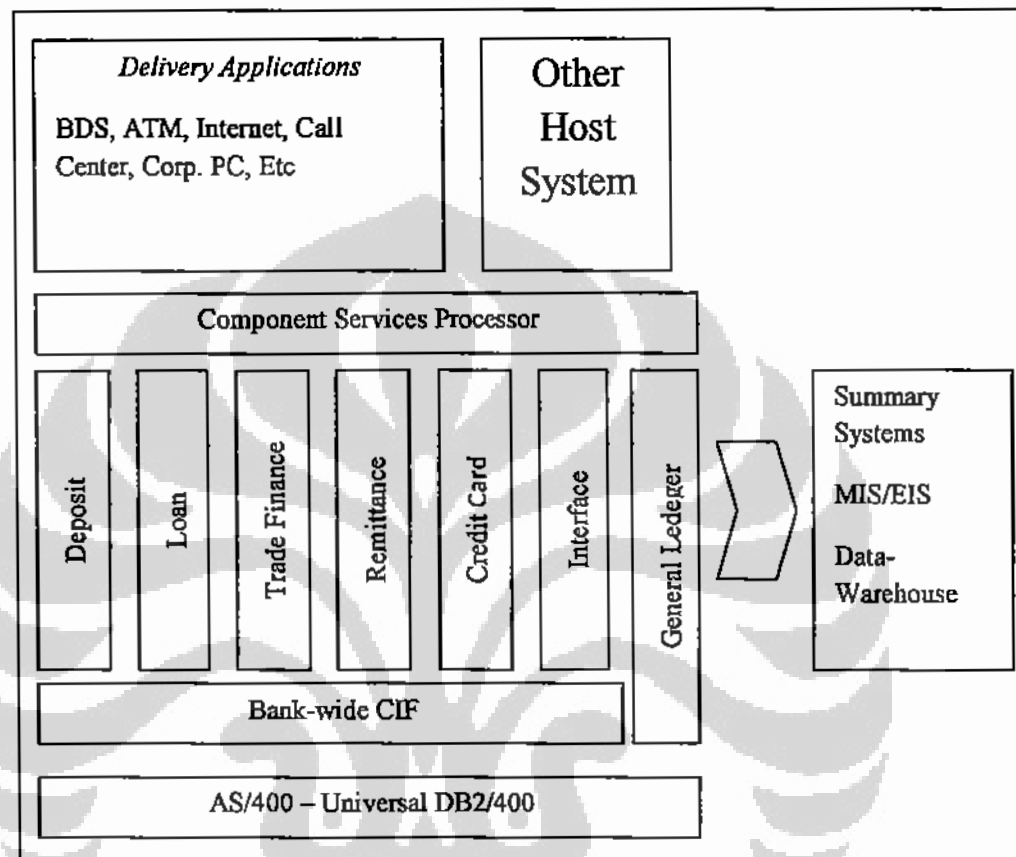 Delivery Applications
BDS, ATM, Internet, Call
Center, Corp. PC, Etc
Other
Host
System
Component Services Processor
Deposit
Loan
Trade Finance
Remittance
Credit Card
Interface
General Ledeger
Summary
Systems
MIS/EIS
Data-
Warehouse
Bank-wide CIF
AS/400 – Universal DB2/400